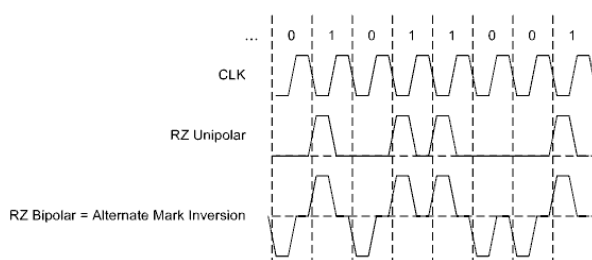 ... 0 1 0 1 1 0 0 1
CLK
RZ Unipolar
RZ Bipolar = Alternate Mark Inversion